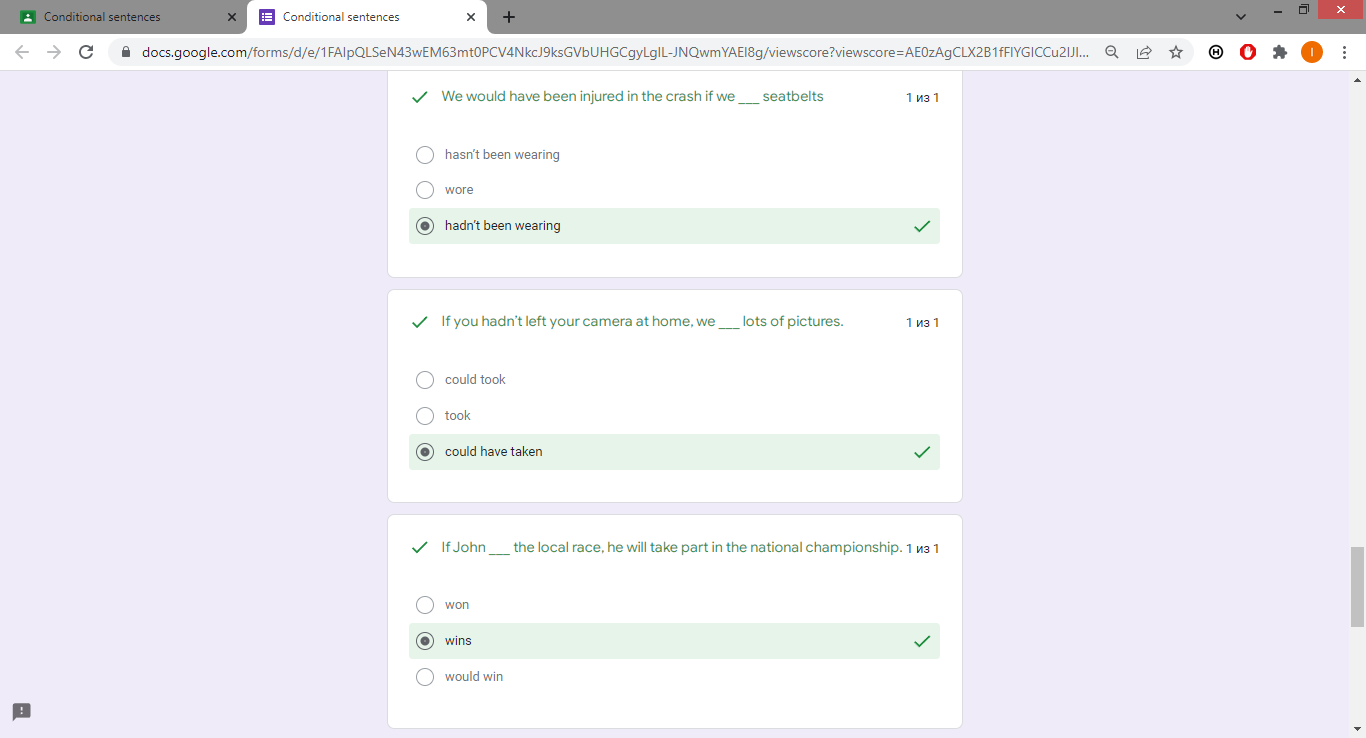 Conditional sentences
Conditional sentences
docs.google.com/forms/d/e/1FAIpQLSeN43wEM63mt0PCV4NkcJ9ksGVbUHGCgyLgIL-JNQwmYAEI8g/viewscore?viewscore=AE0zAgCLX2B1fFIYGlCCu2IJI...
We would have been injured in the crash if we ___ seatbelts
1 из 1
hasn't been wearing
wore
hadn't been wearing
If you hadn't left your camera at home, we ___ lots of pictures.
1 из 1
could took
took
could have taken
If John ___ the local race, he will take part in the national championship.
1 из 1
won
wins
would win